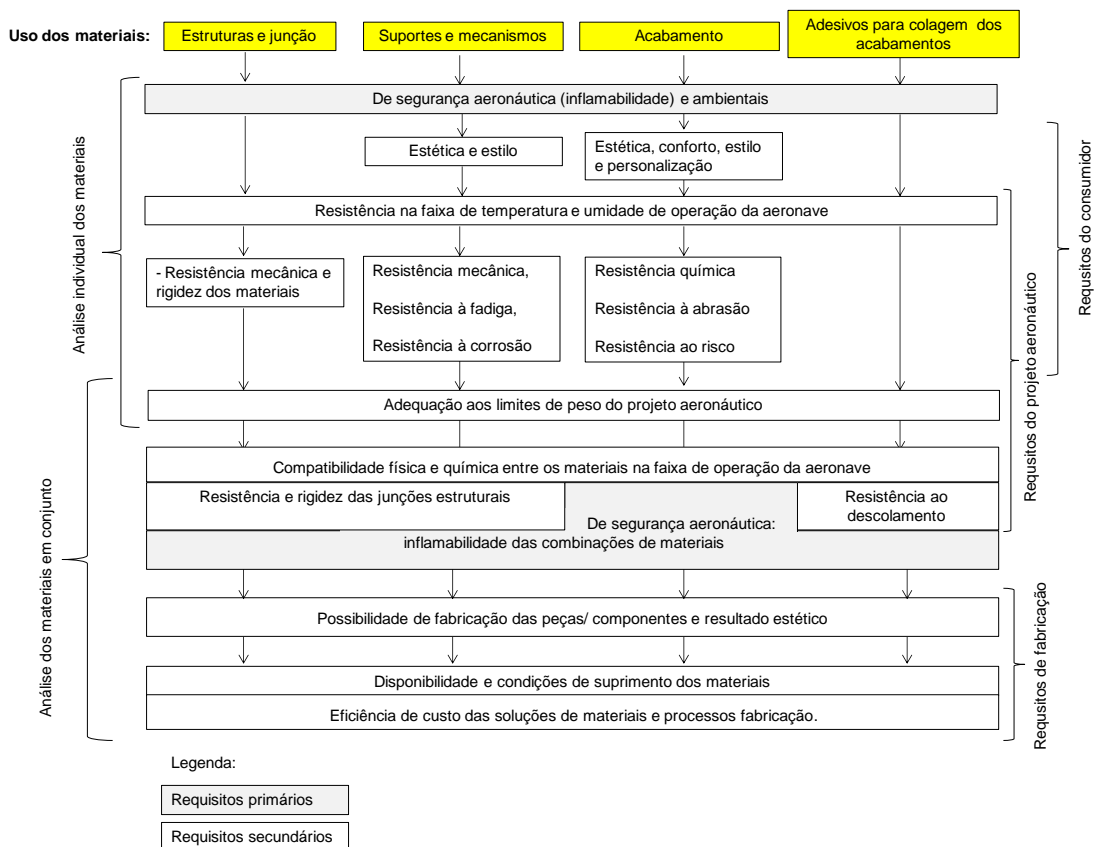 Uso dos materiais:
Estruturas e junção
Suportes e mecanismos
Acabamento
Adesivos para colagem dos
acabamentos
De segurança aeronáutica (inflamabilidade) e ambientais
Estética e estilo
Estética, conforto, estilo
e personalização
Resistência na faixa de temperatura e umidade de operação da aeronave
- Resistência mecânica e
rigidez dos materiais
Resistência mecânica,
Resistência à fadiga,
Resistência à corrosão
Resistência química
Resistência à abrasão
Resistência ao risco
Adequação aos limites de peso do projeto aeronáutico
Compatibilidade física e química entre os materiais na faixa de operação da aeronave
Resistência e rigidez das junções estruturais
Resistência ao
descolamento
De segurança aeronáutica:
inflamabilidade das combinações de materiais
Possibilidade de fabricação das peças/ componentes e resultado estético
Disponibilidade e condições de suprimento dos materiais
Eficiência de custo das soluções de materiais e processos fabricação.
Análise individual dos materiais
Análise dos materiais em conjunto
Requsitos do consumidor
Requsitos do projeto aeronáutico
Requsitos de fabricação
Legenda:
Requisitos primários
Requisitos secundários